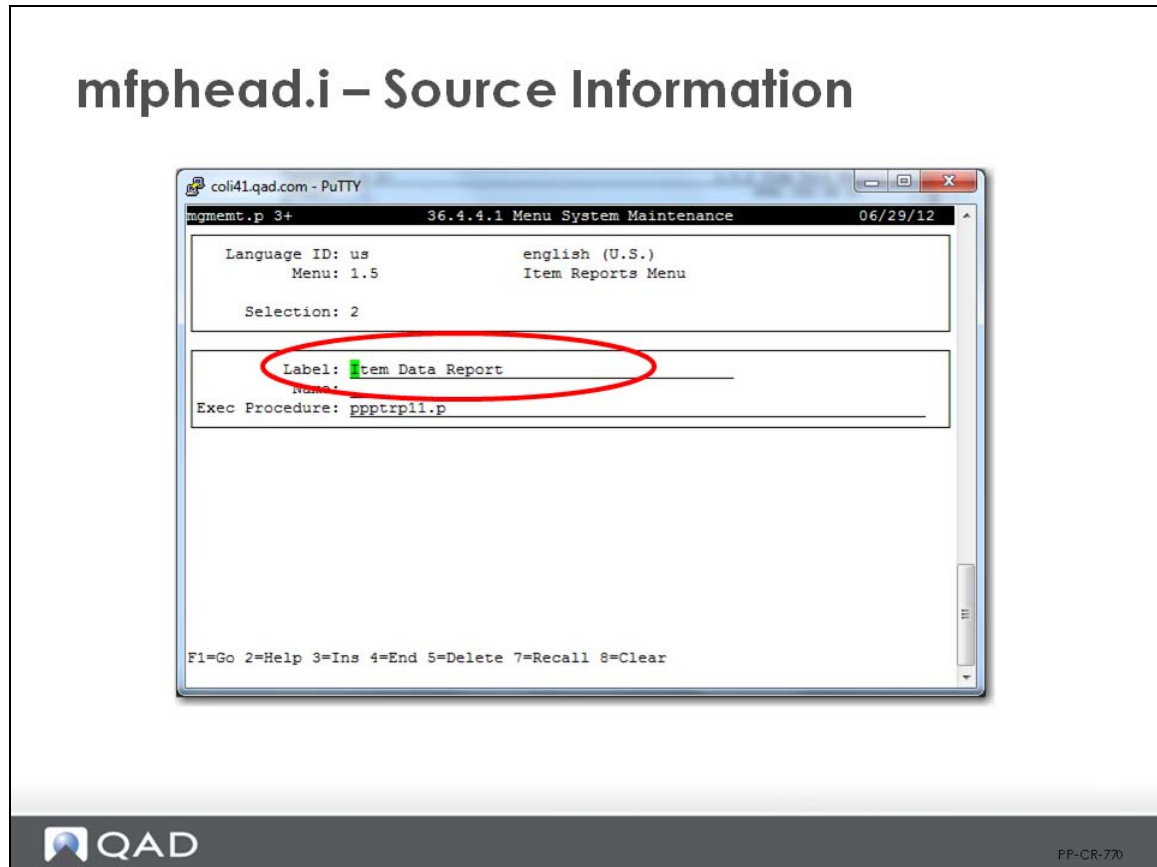 mfphead.i – Source Information
coli41.qad.com - PuTTY
mgmemt.p 3+ 36.4.4.1 Menu System Maintenance 06/29/12
Language ID: us english (U.S.)
Menu: 1.5 Item Reports Menu
Selection: 2
Label: Item Data Report
Name:
Exec Procedure: ppptrp11.p
F1=Go 2=Help 3=Ins 4=End 5=Delete 7=Recall 8=Clear
QAD
PP-CR-770